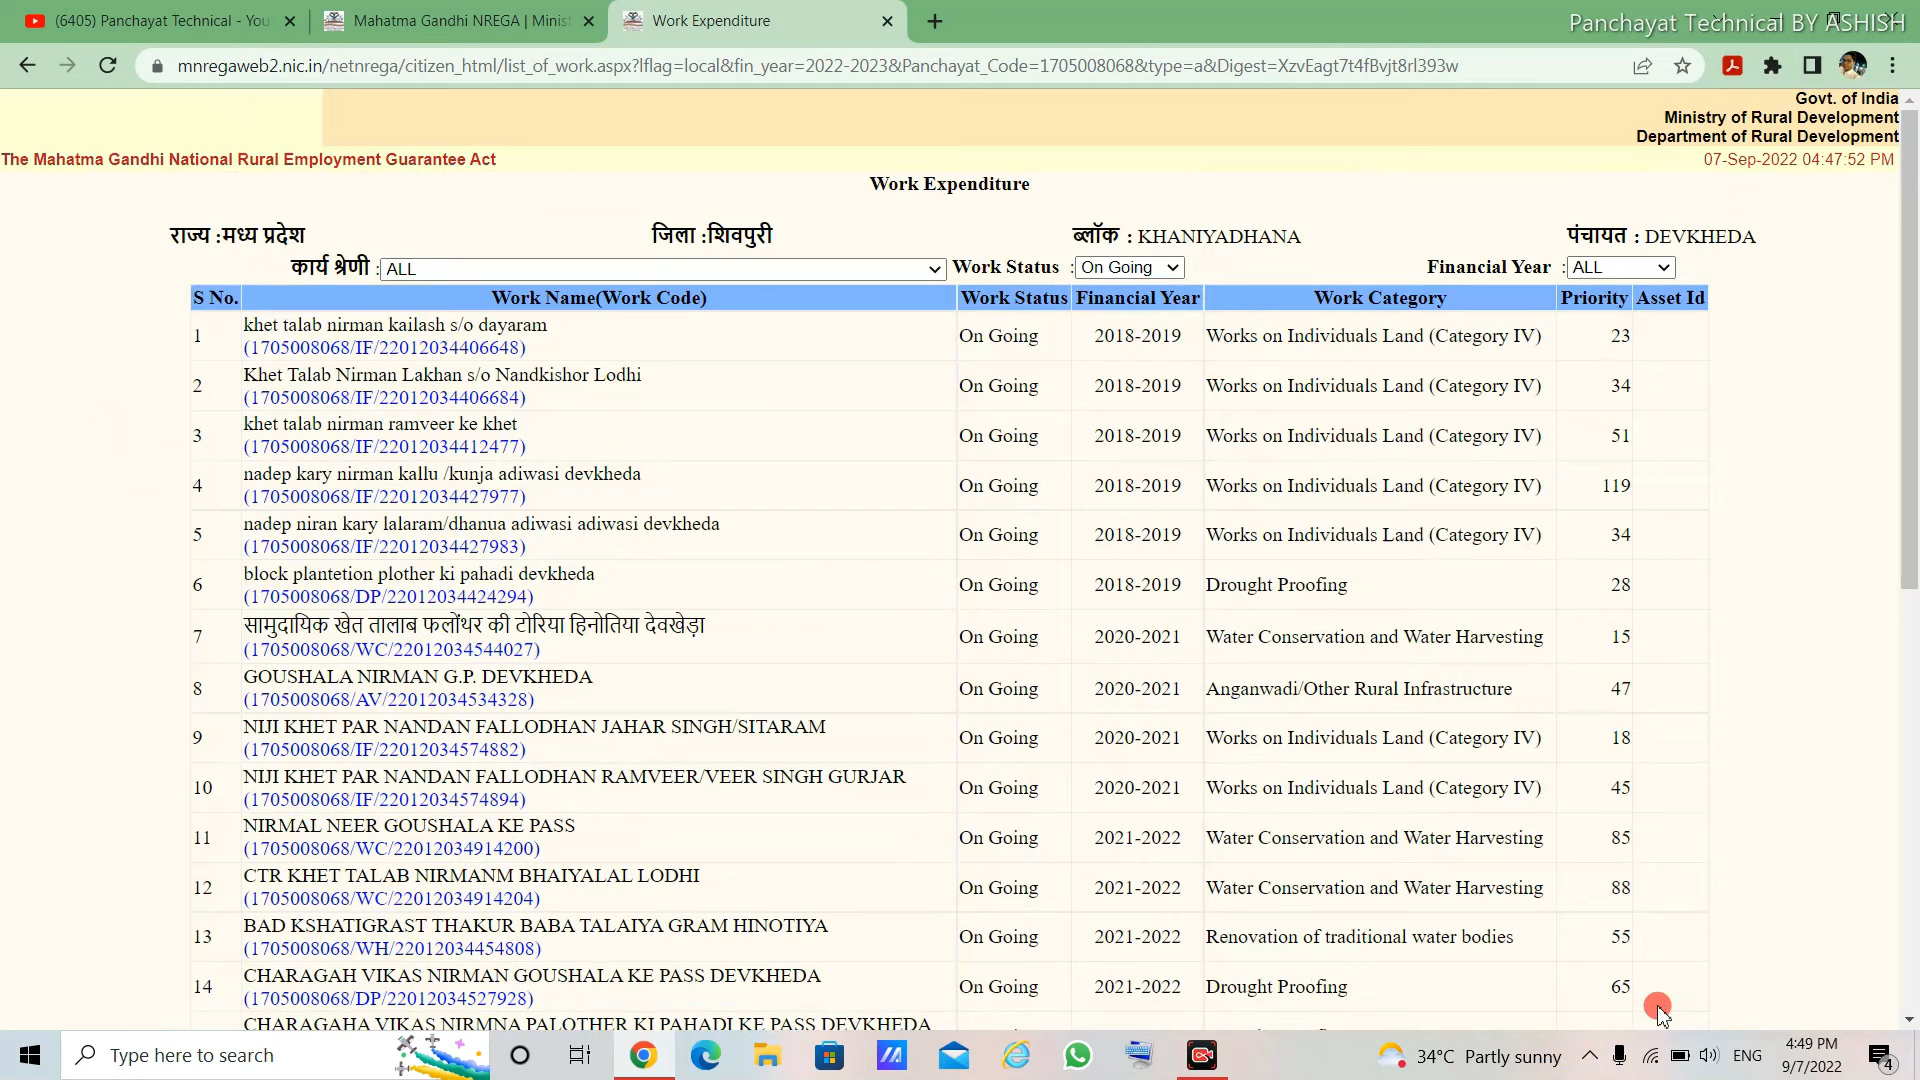 (6405) Panchayat Technical - You
Mahatma Gandhi NREGA | Minist
Work Expenditure
Panchayat Technical BY ASHISH
mnregaweb2.nic.in/netnrega/citizen_html/list_of_work.aspx?lflag=local&fin_year=2022-2023&Panchayat_Code=1705008068&type=a&Digest=XzvEagt7t4fBvjt8rl393w
Govt. of India
Ministry of Rural Development
Department of Rural Development
The Mahatma Gandhi National Rural Employment Guarantee Act 07-Sep-2022 04:47:52 PM
Work Expenditure
राज्य :मध्य प्रदेश जिला :शिवपुरी ब्लॉक : KHANIYADHANA पंचायत : DEVKHEDA
कार्य श्रेणी : ALL Work Status : On Going Financial Year : ALL
S No. Work Name(Work Code) Work Status Financial Year Work Category Priority Asset Id
1 khet talab nirman kailash s/o dayaram
(1705008068/IF/22012034406648) On Going 2018-2019 Works on Individuals Land (Category IV) 23
2 Khet Talab Nirman Lakhan s/o Nandkishor Lodhi
(1705008068/IF/22012034406684) On Going 2018-2019 Works on Individuals Land (Category IV) 34
3 khet talab nirman ramveer ke khet
(1705008068/IF/22012034412477) On Going 2018-2019 Works on Individuals Land (Category IV) 51
4 nadep kary nirman kallu /kunja adiwasi devkheda
(1705008068/IF/22012034427977) On Going 2018-2019 Works on Individuals Land (Category IV) 119
5 nadep niran kary lalaram/dhanua adiwasi adiwasi devkheda
(1705008068/IF/22012034427983) On Going 2018-2019 Works on Individuals Land (Category IV) 34
6 block plantetion plother ki pahadi devkheda
(1705008068/DP/22012034424294) On Going 2018-2019 Drought Proofing 28
7 सामुदायिक खेत तालाब फलोंथर की टोरिया हिनोतिया देवखेड़ा
(1705008068/WC/22012034544027) On Going 2020-2021 Water Conservation and Water Harvesting 15
8 GOUSHALA NIRMAN G.P. DEVKHEDA
(1705008068/AV/22012034534328) On Going 2020-2021 Anganwadi/Other Rural Infrastructure 47
9 NIJI KHET PAR NANDAN FALLODHAN JAHAR SINGH/SITARAM
(1705008068/IF/22012034574882) On Going 2020-2021 Works on Individuals Land (Category IV) 18
10 NIJI KHET PAR NANDAN FALLODHAN RAMVEER/VEER SINGH GURJAR
(1705008068/IF/22012034574894) On Going 2020-2021 Works on Individuals Land (Category IV) 45
11 NIRMAL NEER GOUSHALA KE PASS
(1705008068/WC/22012034914200) On Going 2021-2022 Water Conservation and Water Harvesting 85
12 CTR KHET TALAB NIRMANM BHAIYALAL LODHI
(1705008068/WC/22012034914204) On Going 2021-2022 Water Conservation and Water Harvesting 88
13 BAD KSHATIGRAST THAKUR BABA TALAIYA GRAM HINOTIYA
(1705008068/WH/22012034454808) On Going 2021-2022 Renovation of traditional water bodies 55
14 CHARAGAH VIKAS NIRMAN GOUSHALA KE PASS DEVKHEDA
(1705008068/DP/22012034527928) On Going 2021-2022 Drought Proofing 65
CHARAGAHA VIKAS NIRMNA PALOTHER KI PAHADI KE PASS DEVKHEDA
Type here to search
34°C Partly sunny
ENG
4:49 PM
9/7/2022
4